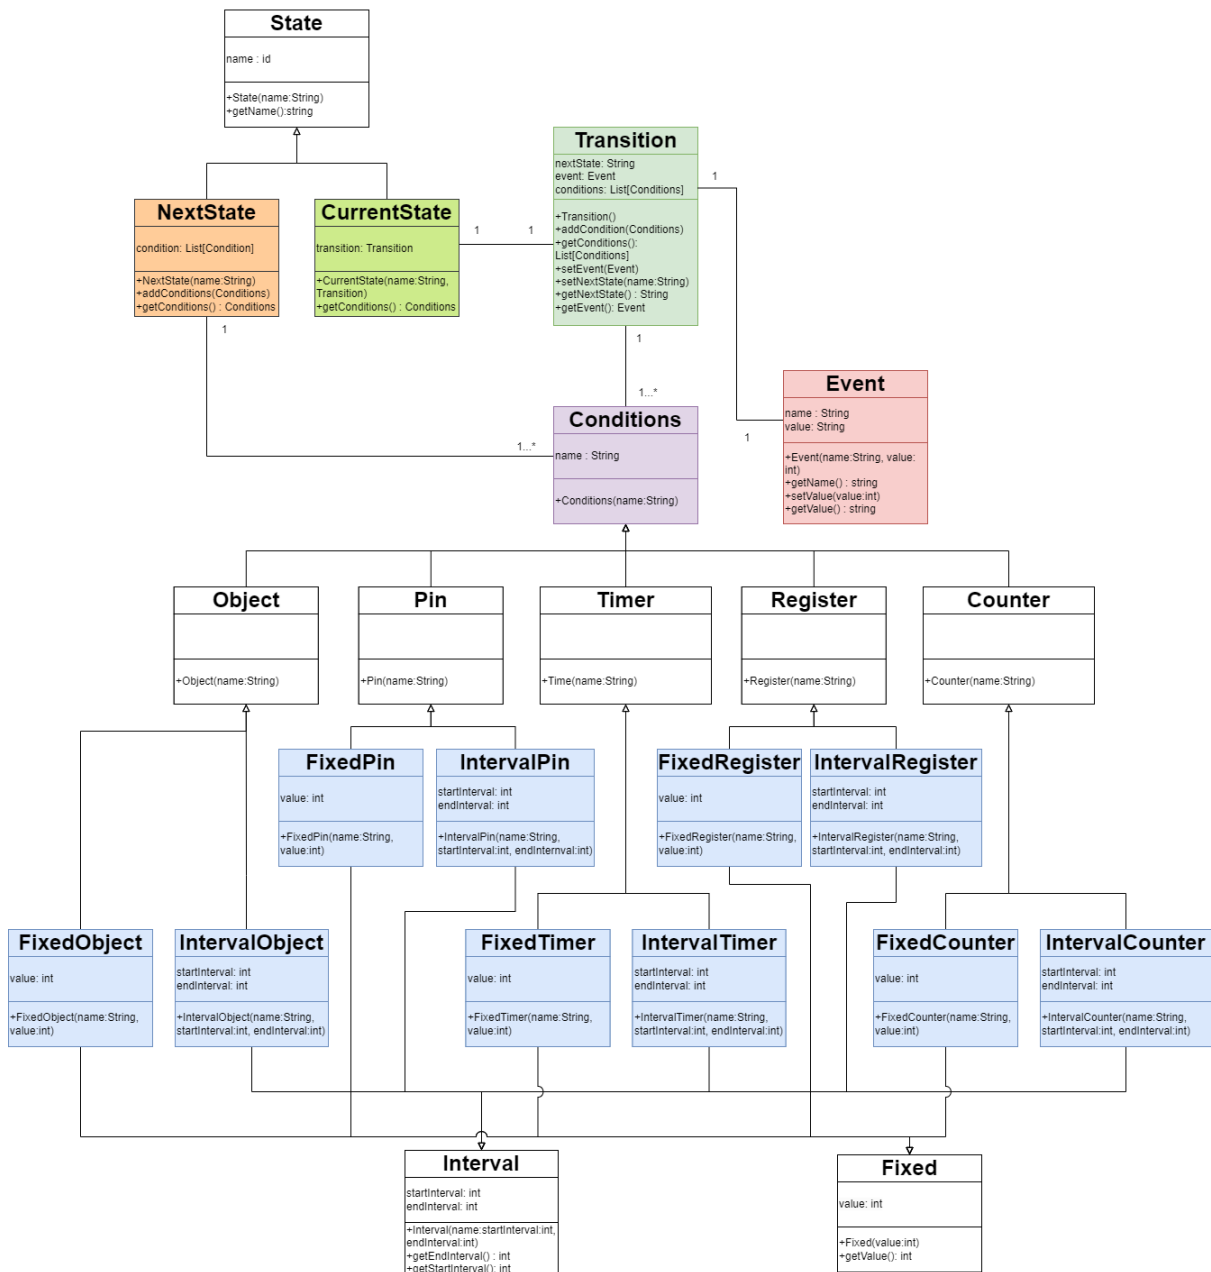 State
name : id
+State(name:String)
+getName():string
Transition
nextState: String
event: Event
conditions: List[Conditions]
+Transition()
+addCondition(Conditions)
+getConditions():
List[Conditions]
+setEvent(Event)
+setNextState(name:String)
+getNextState() : String
+getEvent(): Event
1
NextState
condition: List[Condition]
+NextState(name:String)
+addConditions(Conditions)
+getConditions() : Conditions
CurrentState
transition: Transition
+CurrentState(name:String,
Transition)
+getConditions() : Conditions
1
1
1
1
1...*
1...*
1
Event
name : String
value: String
+Event(name:String, value:
int)
+getName() : string
+setValue(value:int)
+getValue() : string
Conditions
name : String
+Conditions(name:String)
Object
+Object(name:String)
Pin
+Pin(name:String)
Timer
+Time(name:String)
Register
+Register(name:String)
Counter
+Counter(name:String)
FixedPin
value: int
+FixedPin(name:String,
value:int)
IntervalPin
startInterval: int
endInterval: int
+IntervalPin(name:String,
startInterval:int, endInternval:int)
FixedRegister
value: int
+FixedRegister(name:String,
value:int)
IntervalRegister
startInterval: int
endInterval: int
+IntervalRegister(name:String,
startInterval:int, endInterval:int)
FixedObject
value: int
+FixedObject(name:String,
value:int)
IntervalObject
startInterval: int
endInterval: int
+IntervalObject(name:String,
startInterval:int, endInterval:int)
FixedTimer
value: int
+FixedTimer(name:String,
value:int)
IntervalTimer
startInterval: int
endInterval: int
+IntervalTimer(name:String,
startInterval:int, endInterval:int)
FixedCounter
value: int
+FixedCounter(name:String,
value:int)
IntervalCounter
startInterval: int
endInterval: int
+IntervalCounter(name:String,
startInterval:int, endInterval:int)
Interval
startInterval: int
endInterval: int
+Interval(name:startInterval:int,
endInterval:int)
+getEndInterval() : int
+getStartInterval(): int
Fixed
value: int
+Fixed(value:int)
+getValue(): int